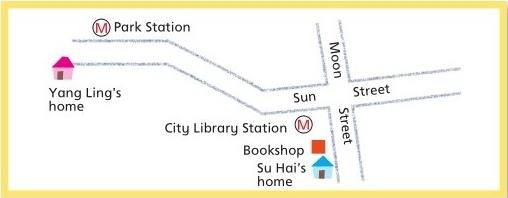 M Park Station
Moon
Yang Ling's
home
Sun Street
Street
City Library Station M
Bookshop
Su Hai's
home